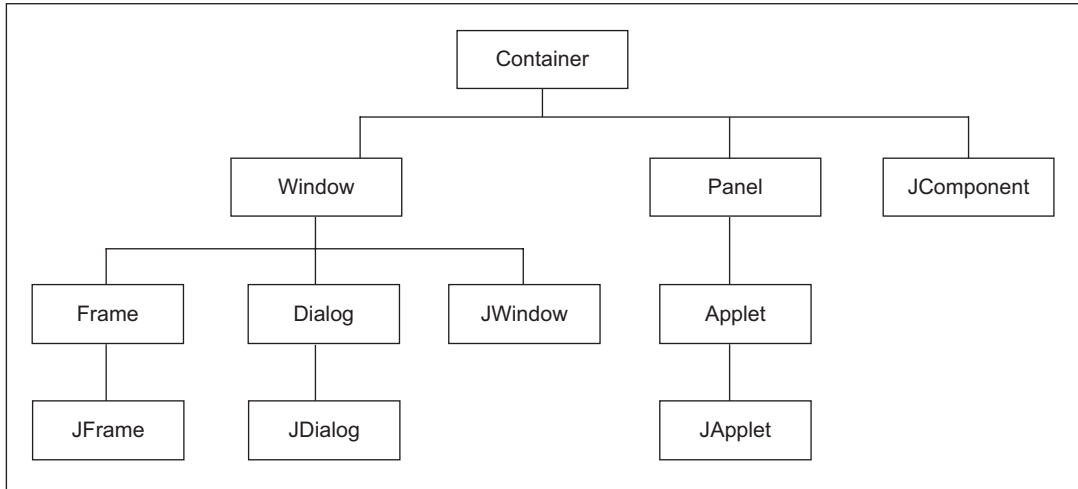 Container
Window
Panel
JComponent
Frame
Dialog
JWindow
Applet
JFrame
JDialog
JApplet